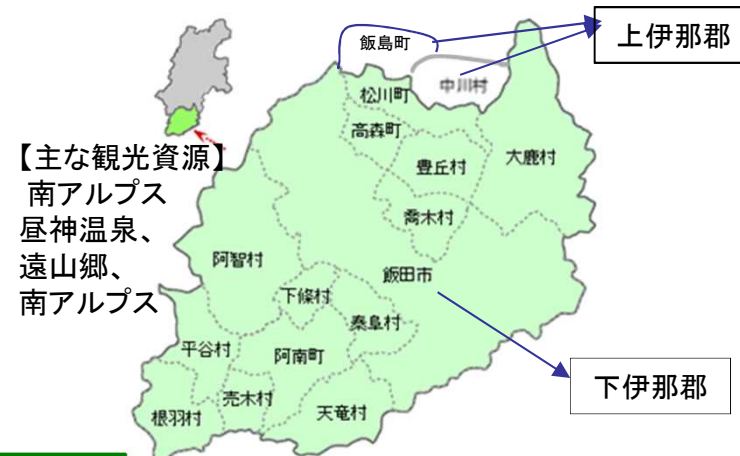 飯島町
上伊那郡
中川村
松川町
高森町
大鹿村
豊丘村
喬木村
【主な観光資源】
南アルプス
昼神温泉、
遠山郷、
南アルプス
阿智村
飯田市
下條村
泰阜村
平谷村
阿南町
下伊那郡
売木村
根羽村
天竜村